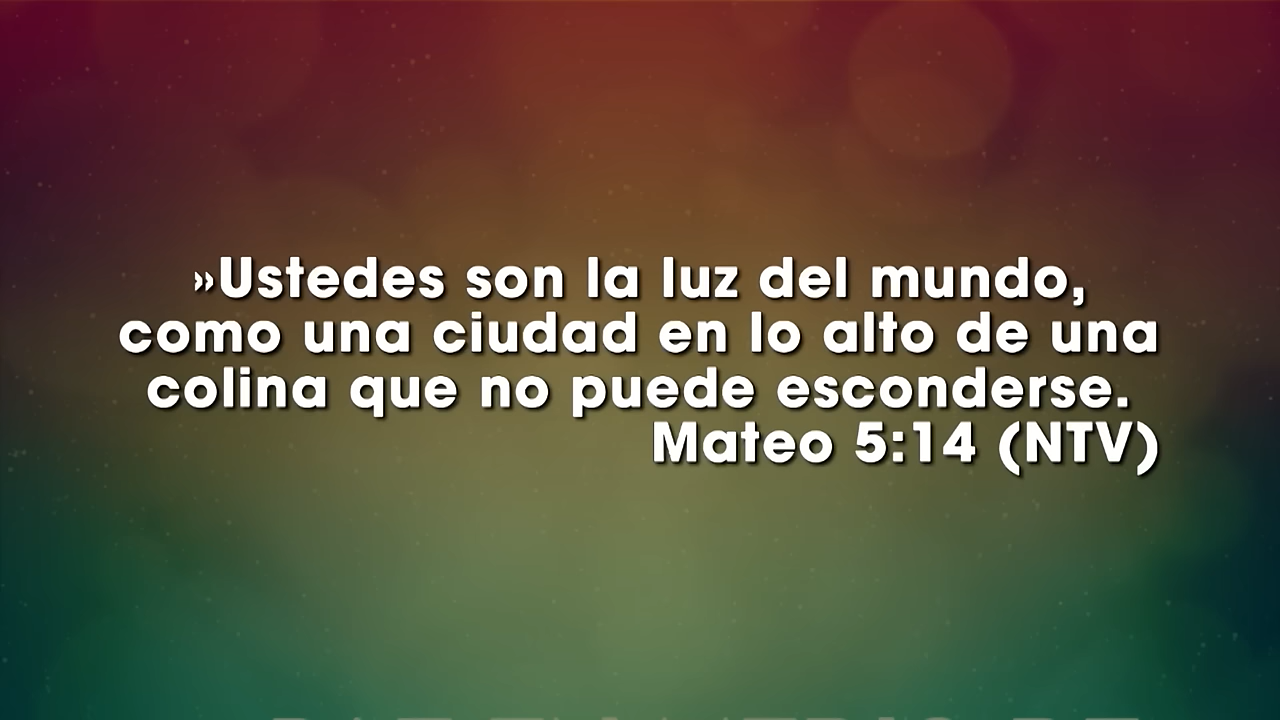 »Ustedes son la luz del mundo,
como una ciudad en lo alto de una
colina que no puede esconderse.
Mateo 5:14 (NTV)